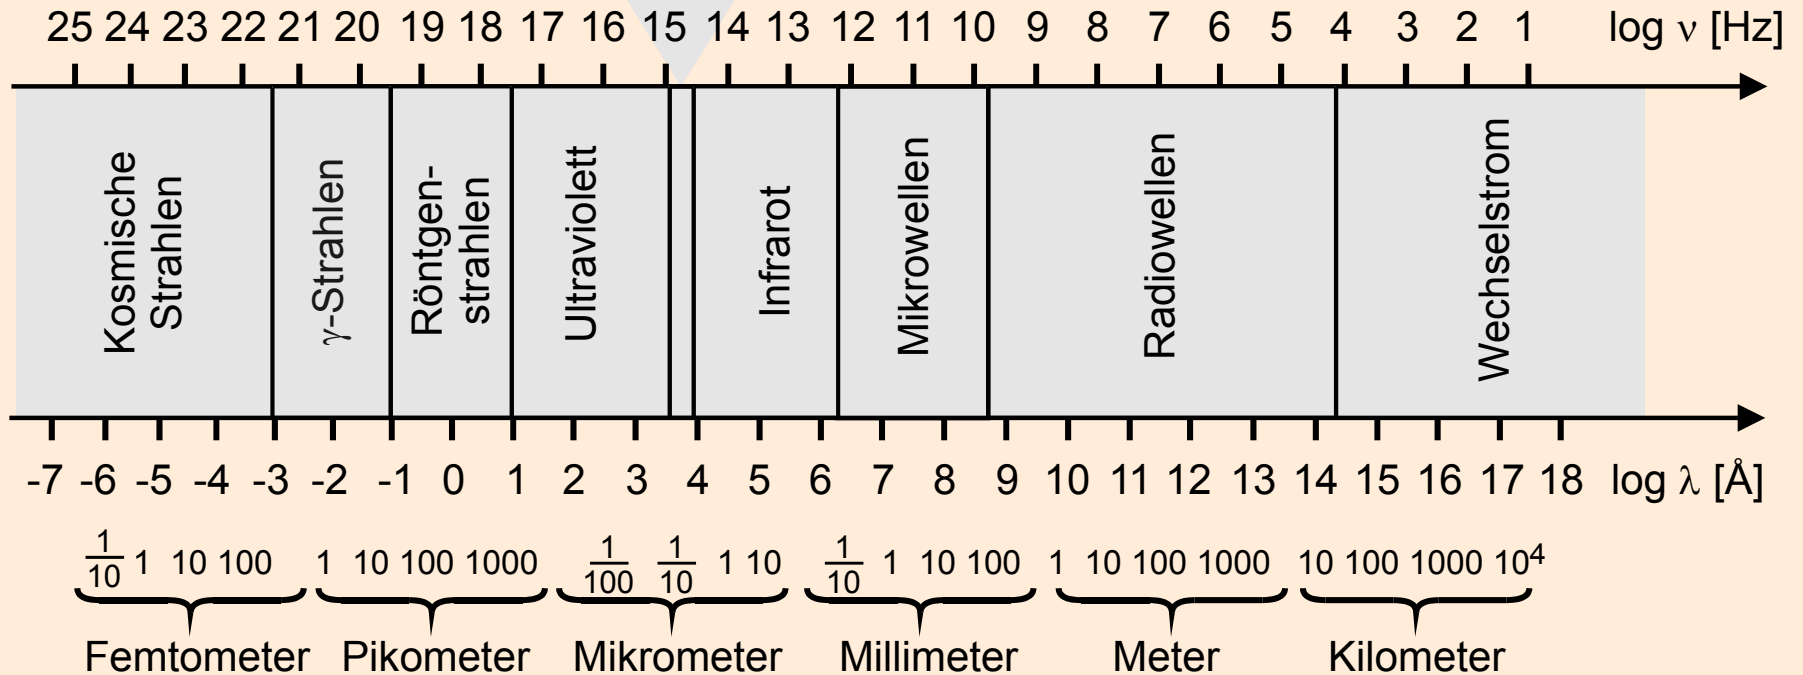 25 24 23 22 21 20 19 18 17 16 15 14 13 12 11 10 9 8 7 6 5 4 3 2 1 log ν [Hz]
Kosmische
Strahlen
γ-Strahlen
Röntgen-
strahlen
Ultraviolett
Infrarot
Mikrowellen
Radiowellen
Wechselstrom
-7 -6 -5 -4 -3 -2 -1 0 1 2 3 4 5 6 7 8 9 10 11 12 13 14 15 16 17 18 log λ [Å]
1/10 1 10 100 1 10 100 1000 1/100 1/10 1 10 1/10 1 10 100 1 10 100 1000 10 100 1000 10⁴
Femtometer Pikometer Mikrometer Millimeter Meter Kilometer